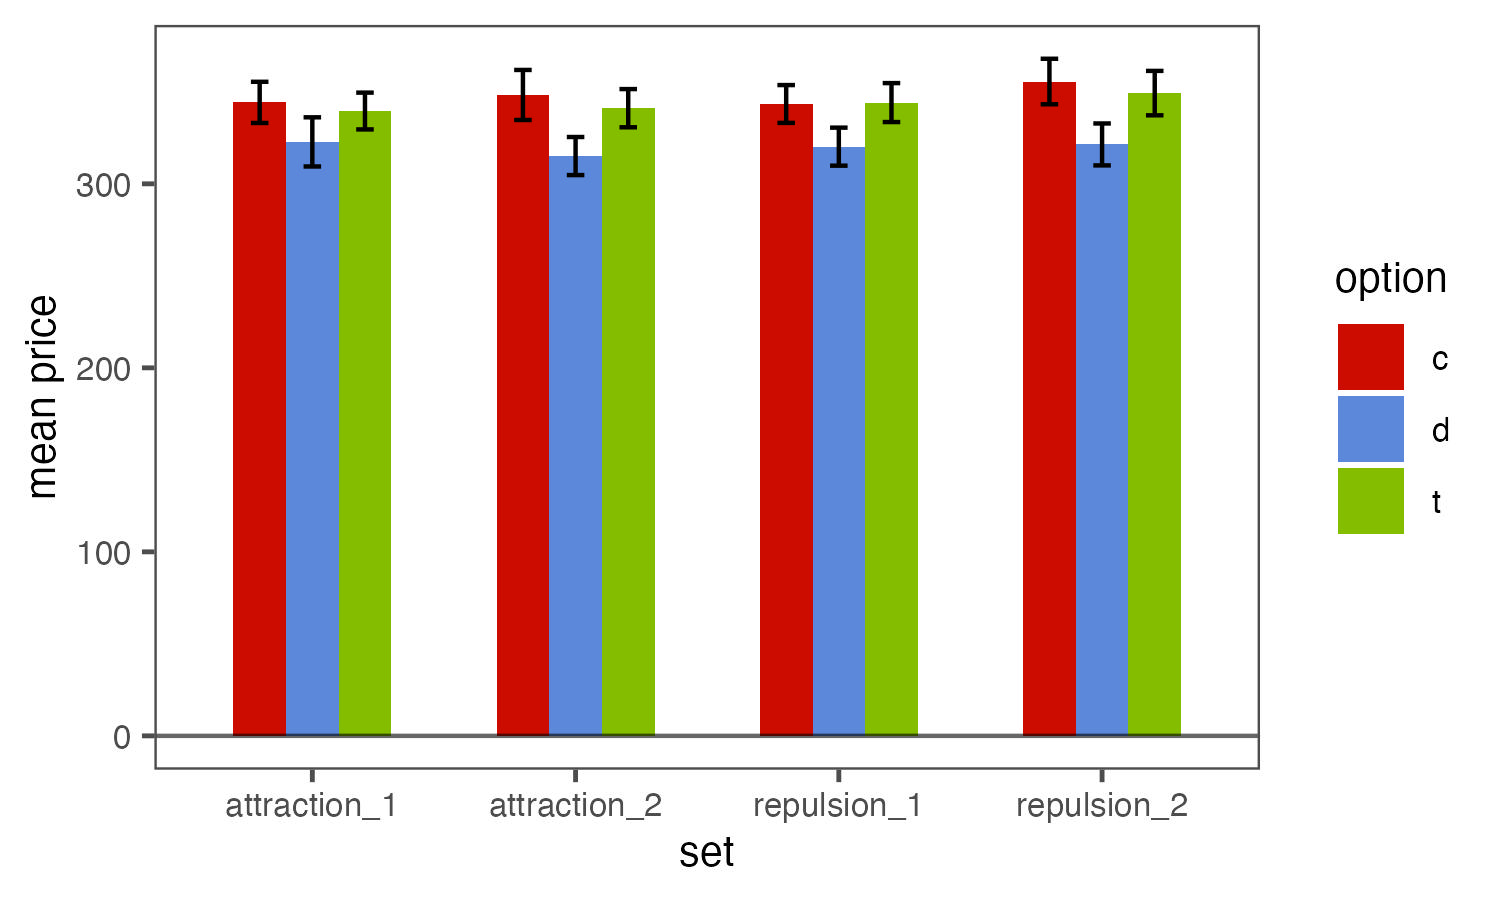 mean price
300
200
100
0
attraction_1
attraction_2
repulsion_1
repulsion_2
set
option
c
d
t